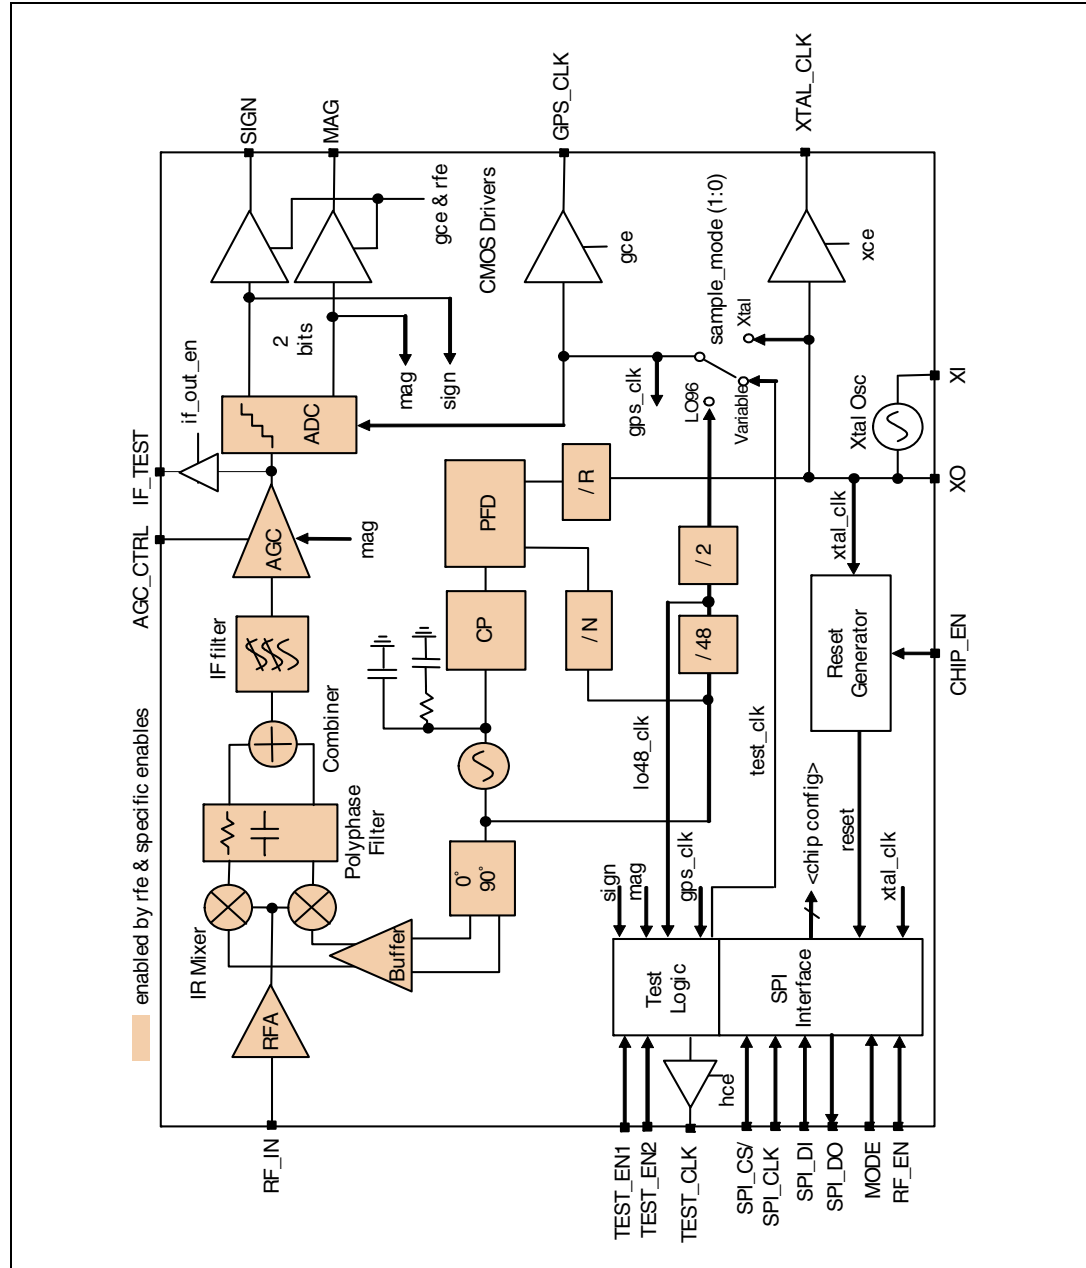 enabled by rfe & specific enables
AGC_CTRL
IF_TEST
if_out_en
SIGN
MAG
GPS_CLK
XTAL_CLK
RF_IN
RFA
IR Mixer
Polyphase
Filter
Combiner
IF filter
AGC
mag
ADC
2
bits
mag
sign
gce & rfe
CMOS Drivers
gce
sample_mode (1:0)
xce
Buffer
0°
90°
CP
PFD
/ R
/ N
/ 48
/ 2
gps_clk
LO96
Variable
Xtal
lo48_clk
test_clk
Xtal Osc
XI
XO
xtal_clk
Reset
Generator
CHIP_EN
reset
<chip config>
xtal_clk
sign
mag
gps_clk
Test
Logic
SPI
Interface
hce
TEST_EN1
TEST_EN2
TEST_CLK
SPI_CS/
SPI_CLK
SPI_DI
SPI_DO
MODE
RF_EN